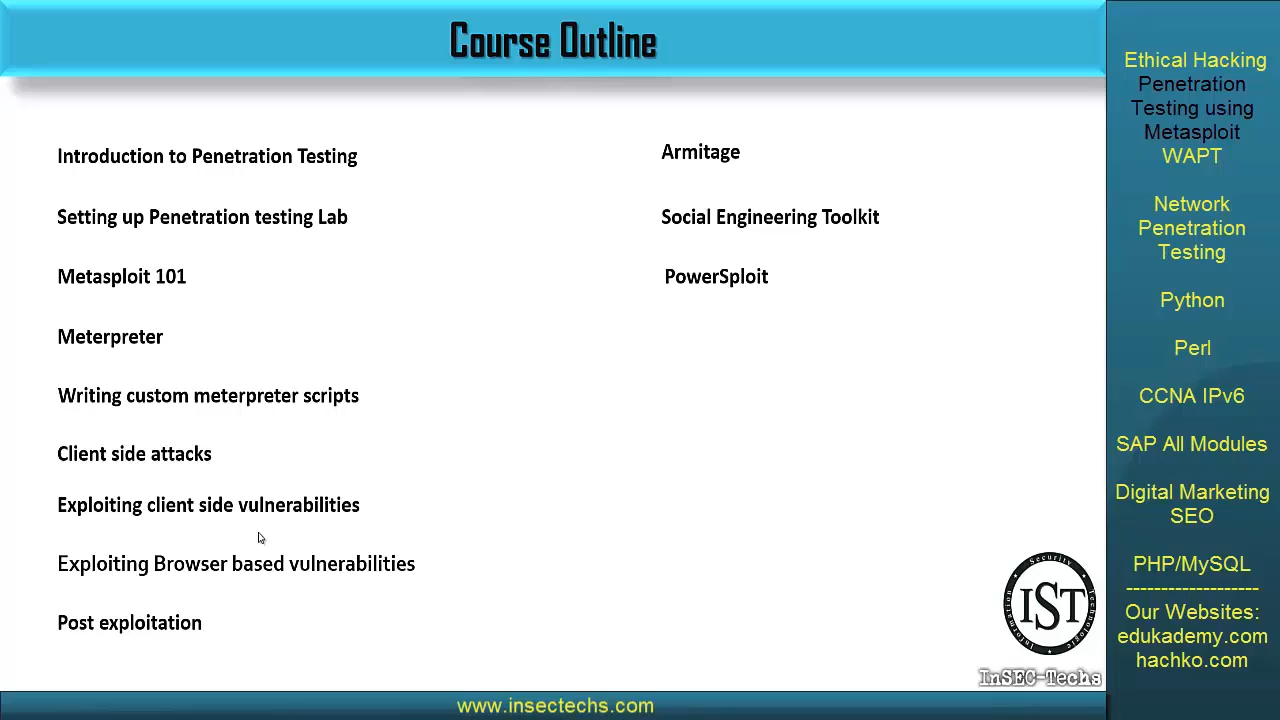 Course Outline
Introduction to Penetration Testing
Setting up Penetration testing Lab
Metasploit 101
Meterpreter
Writing custom meterpreter scripts
Client side attacks
Exploiting client side vulnerabilities
Exploiting Browser based vulnerabilities
Post exploitation
Armitage
Social Engineering Toolkit
PowerSploit
Ethical Hacking
Penetration
Testing using
Metasploit
WAPT
Network
Penetration
Testing
Python
Perl
CCNA IPv6
SAP All Modules
Digital Marketing
SEO
PHP/MySQL
-------------------
Our Websites:
edukademy.com
hachko.com
Security
Information
IST
Technologie
InSEC-Techs
www.insectechs.com